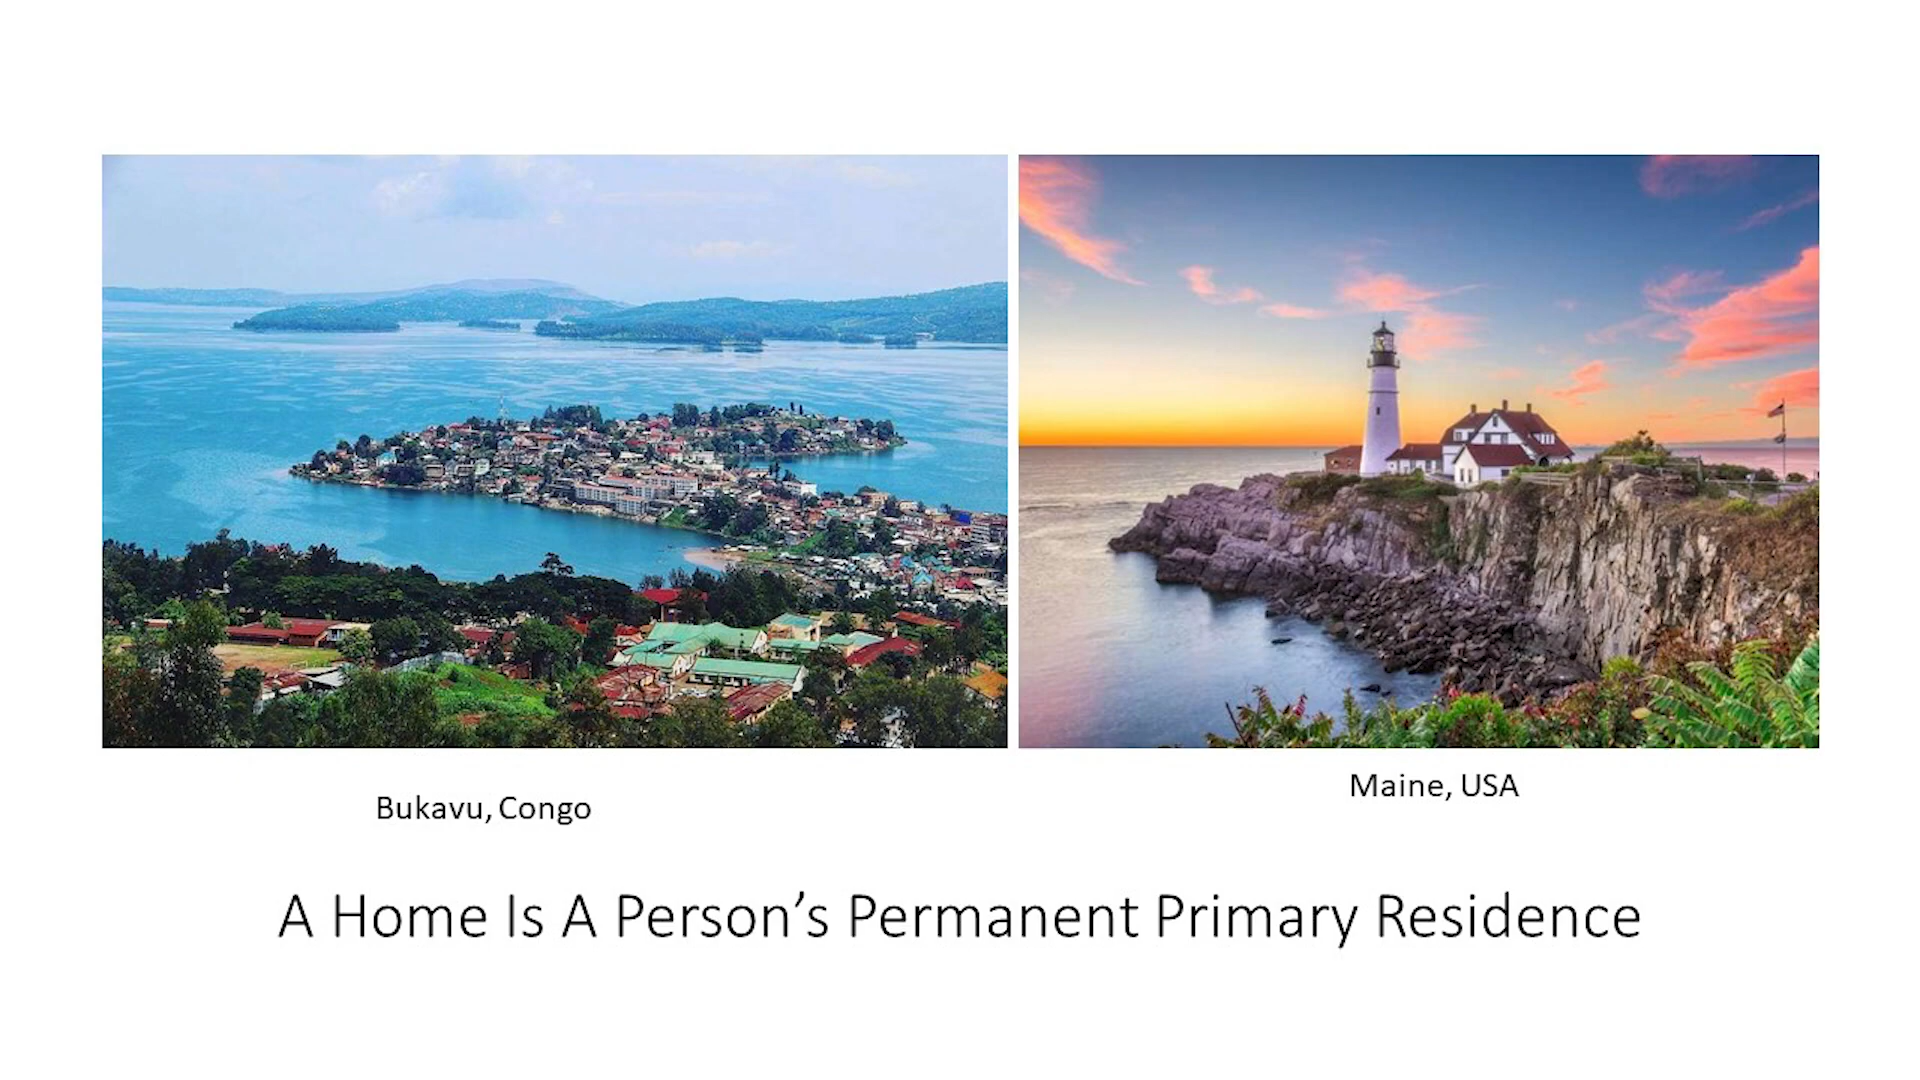 Bukavu, Congo
Maine, USA
A Home Is A Person’s Permanent Primary Residence